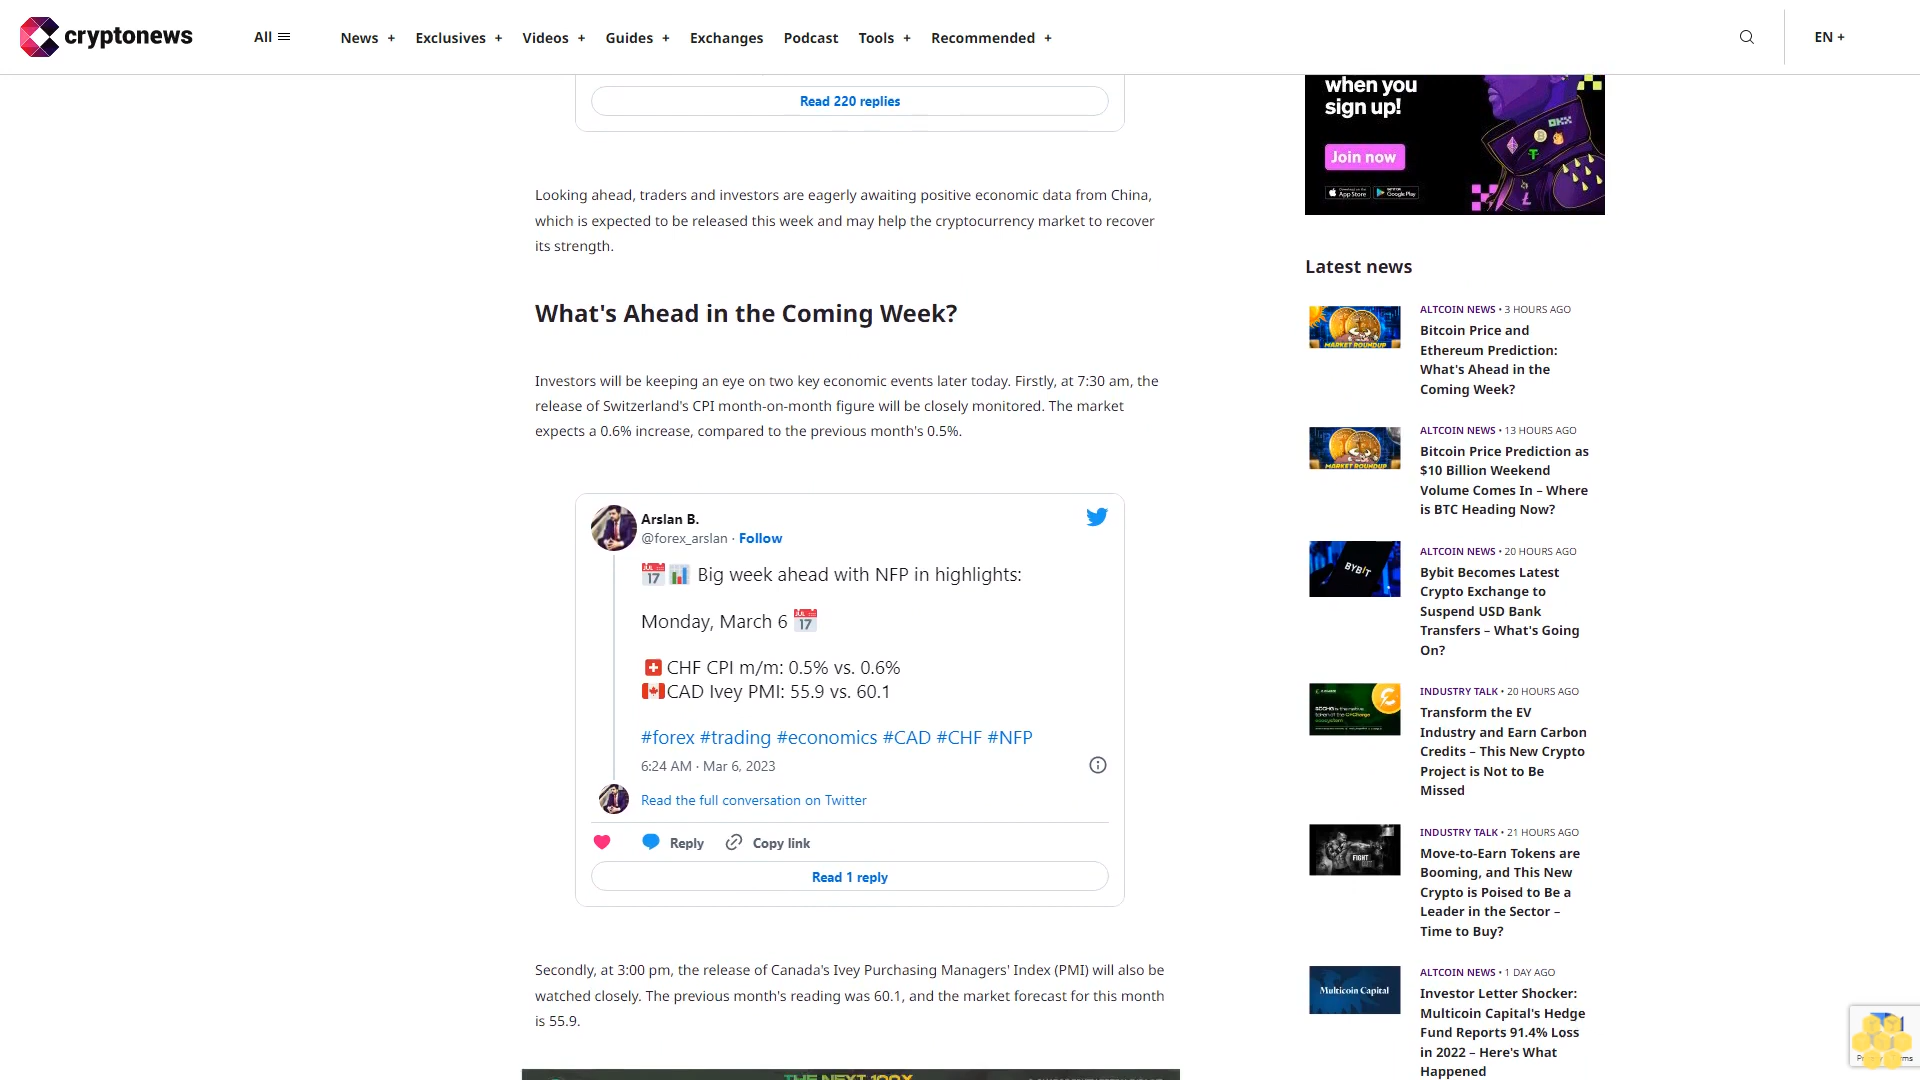 cryptonews
All
News +
Exclusives +
Videos +
Guides +
Exchanges
Podcast
Tools +
Recommended +
EN +
Read 220 replies
Looking ahead, traders and investors are eagerly awaiting positive economic data from China,
which is expected to be released this week and may help the cryptocurrency market to recover
its strength.
What's Ahead in the Coming Week?
Investors will be keeping an eye on two key economic events later today. Firstly, at 7:30 am, the
release of Switzerland's CPI month-on-month figure will be closely monitored. The market
expects a 0.6% increase, compared to the previous month's 0.5%.
Arslan B.
@forex_arslan · Follow
Big week ahead with NFP in highlights:
Monday, March 6
CHF CPI m/m: 0.5% vs. 0.6%
CAD Ivey PMI: 55.9 vs. 60.1
#forex #trading #economics #CAD #CHF #NFP
6:24 AM · Mar 6, 2023
Read the full conversation on Twitter
Reply
Copy link
Read 1 reply
Secondly, at 3:00 pm, the release of Canada's Ivey Purchasing Managers' Index (PMI) will also be
watched closely. The previous month's reading was 60.1, and the market forecast for this month
is 55.9.
THE NEXT 100X
when you
sign up!
Join now
App Store
Google Play
OKX
Latest news
ALTCOIN NEWS • 3 HOURS AGO
Bitcoin Price and
Ethereum Prediction:
What's Ahead in the
Coming Week?
MARKET ROUNDUP
ALTCOIN NEWS • 13 HOURS AGO
Bitcoin Price Prediction as
$10 Billion Weekend
Volume Comes In – Where
is BTC Heading Now?
MARKET ROUNDUP
ALTCOIN NEWS • 20 HOURS AGO
Bybit Becomes Latest
Crypto Exchange to
Suspend USD Bank
Transfers – What's Going
On?
BYBIT
INDUSTRY TALK • 20 HOURS AGO
Transform the EV
Industry and Earn Carbon
Credits – This New Crypto
Project is Not to Be
Missed
INDUSTRY TALK • 21 HOURS AGO
Move-to-Earn Tokens are
Booming, and This New
Crypto is Poised to Be a
Leader in the Sector –
Time to Buy?
FIGHT
ALTCOIN NEWS • 1 DAY AGO
Investor Letter Shocker:
Multicoin Capital's Hedge
Fund Reports 91.4% Loss
in 2022 – Here's What
Happened
Multicoin Capital